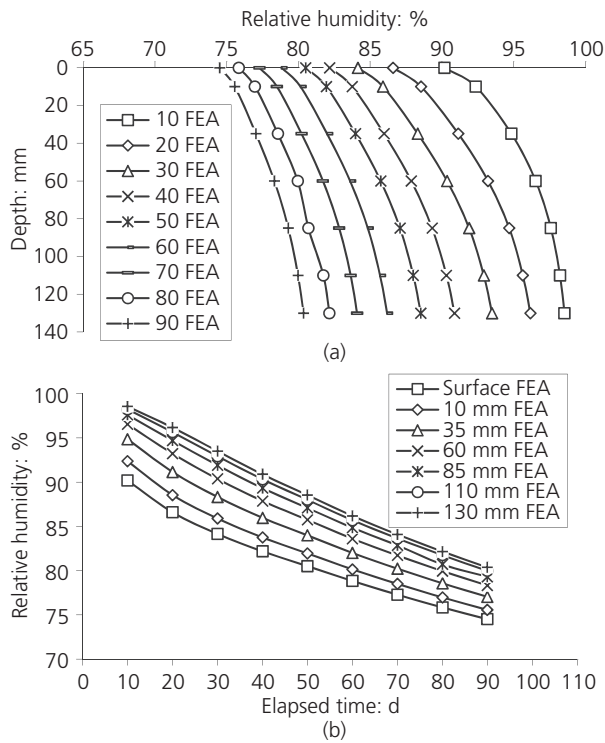 Relative humidity: %
65 70 75 80 85 90 95 100
0
20
40
60
80
100
120
140
Depth: mm
10 FEA
20 FEA
30 FEA
40 FEA
50 FEA
60 FEA
70 FEA
80 FEA
90 FEA
(a)
100
95
90
85
80
75
70
Relative humidity: %
Surface FEA
10 mm FEA
35 mm FEA
60 mm FEA
85 mm FEA
110 mm FEA
130 mm FEA
0 10 20 30 40 50 60 70 80 90 100 110
Elapsed time: d
(b)